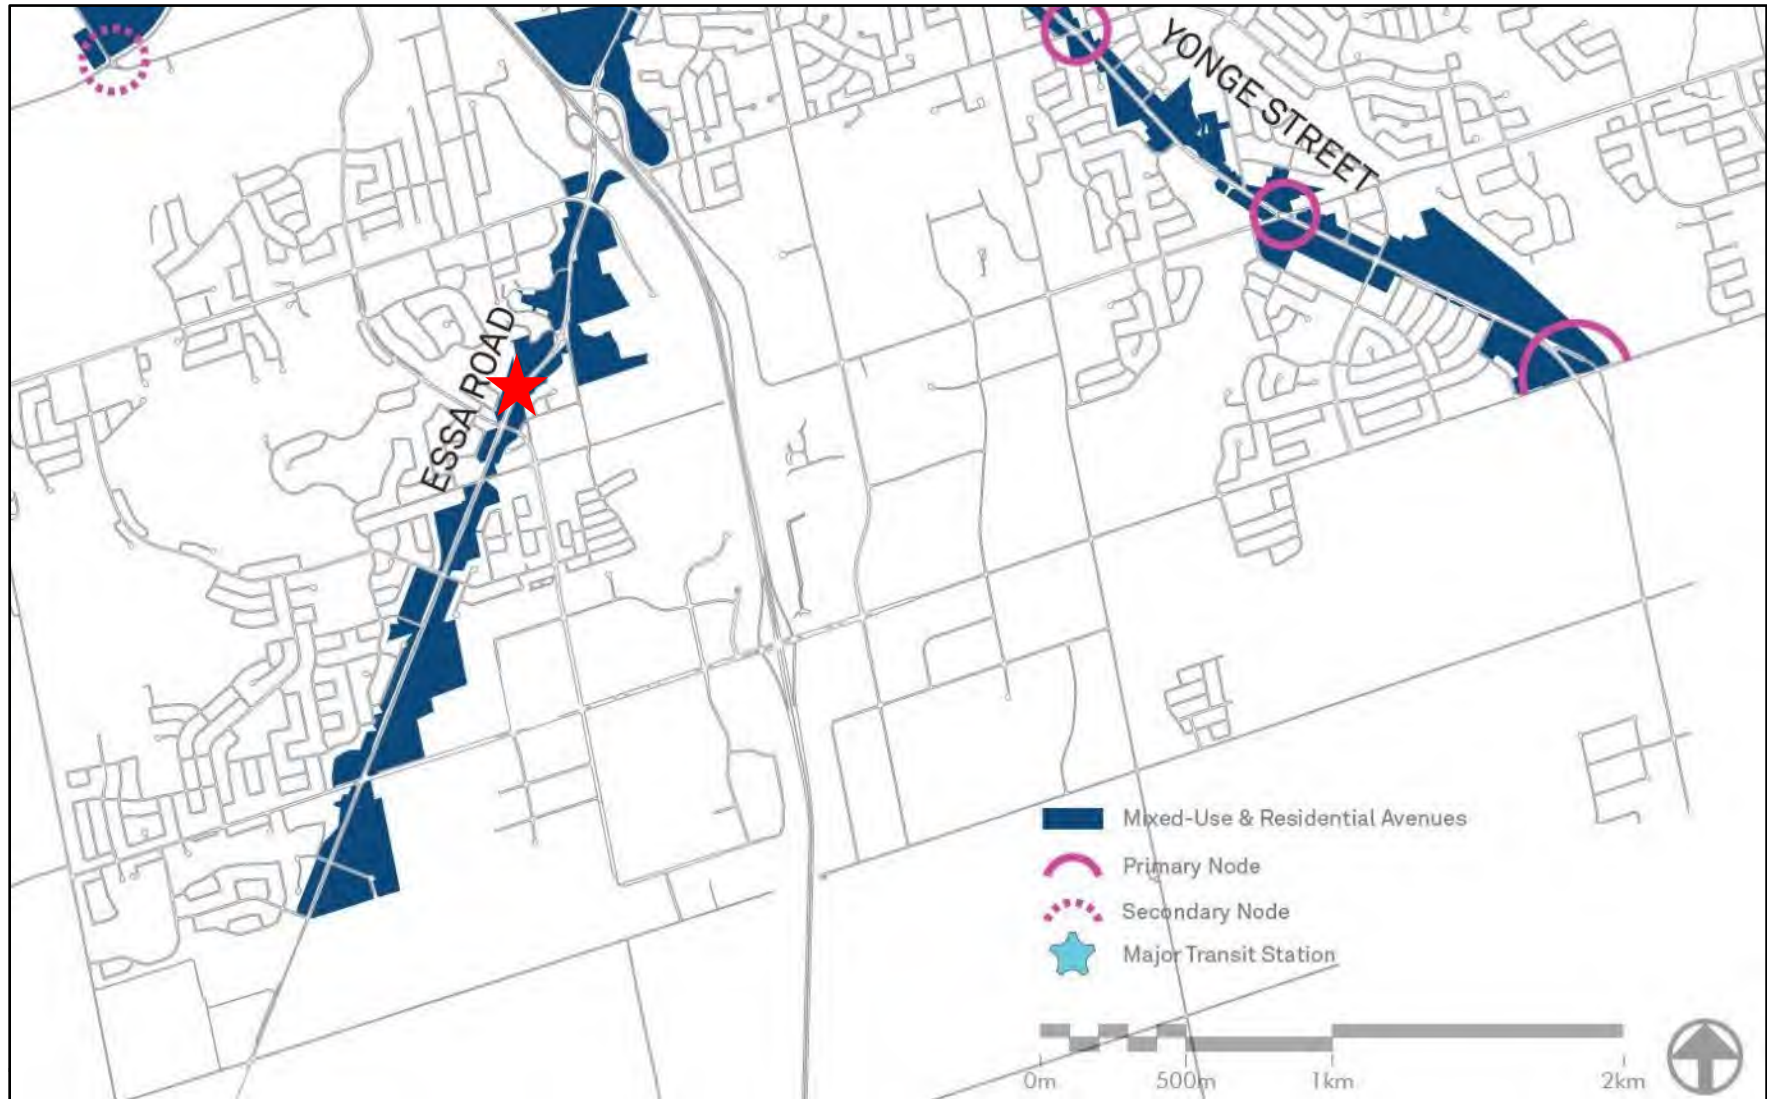 YONGE STREET
ESSA ROAD
Mixed-Use & Residential Avenues
Primary Node
Secondary Node
Major Transit Station
0m 500m 1km 2km